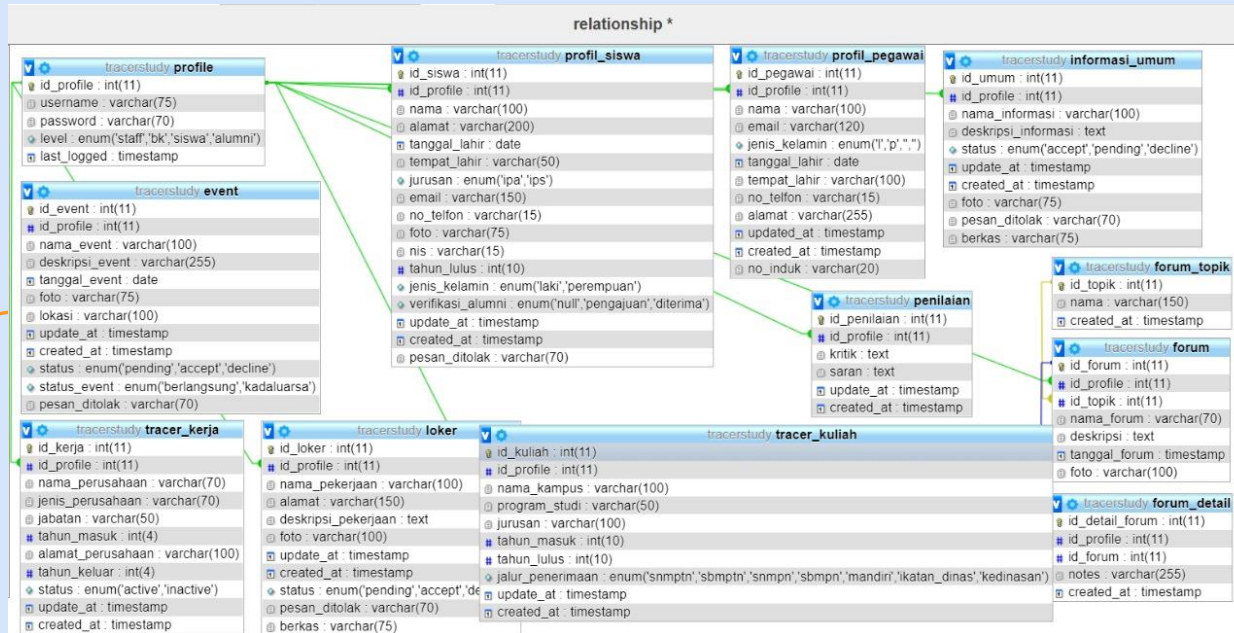 relationship *
tracerstudy profile
id_profile : int(11)
username : varchar(75)
password : varchar(70)
level : enum('staff','bk','siswa','alumni')
last_logged : timestamp
tracerstudy event
id_event : int(11)
id_profile : int(11)
nama_event : varchar(100)
deskripsi_event : varchar(255)
tanggal_event : date
foto : varchar(75)
lokasi : varchar(100)
update_at : timestamp
created_at : timestamp
status : enum('pending','accept','decline')
status_event : enum('berlangsung','kadaluarsa')
pesan_ditolak : varchar(70)
tracerstudy tracer_kerja
id_kerja : int(11)
id_profile : int(11)
nama_perusahaan : varchar(70)
jenis_perusahaan : varchar(70)
jabatan : varchar(50)
tahun_masuk : int(4)
alamat_perusahaan : varchar(100)
tahun_keluar : int(4)
status : enum('active','inactive')
update_at : timestamp
created_at : timestamp
tracerstudy loker
id_loker : int(11)
id_profile : int(11)
nama_pekerjaan : varchar(100)
alamat : varchar(150)
deskripsi_pekerjaan : text
foto : varchar(100)
update_at : timestamp
created_at : timestamp
status : enum('pending','accept','de
pesan_ditolak : varchar(70)
berkas : varchar(75)
tracerstudy profil_siswa
id_siswa : int(11)
id_profile : int(11)
nama : varchar(100)
alamat : varchar(200)
tanggal_lahir : date
tempat_lahir : varchar(50)
jurusan : enum('ipa','ips')
email : varchar(150)
no_telfon : varchar(15)
foto : varchar(75)
nis : varchar(15)
tahun_lulus : int(10)
jenis_kelamin : enum('laki','perempuan')
verifikasi_alumni : enum('null','pengajuan','diterima')
update_at : timestamp
created_at : timestamp
pesan_ditolak : varchar(70)
tracerstudy profil_pegawai
id_pegawai : int(11)
id_profile : int(11)
nama : varchar(100)
email : varchar(120)
jenis_kelamin : enum('l','p','','')
tanggal_lahir : date
tempat_lahir : varchar(100)
no_telfon : varchar(15)
alamat : varchar(255)
updated_at : timestamp
created_at : timestamp
no_induk : varchar(20)
tracerstudy informasi_umum
id_umum : int(11)
id_profile : int(11)
nama_informasi : varchar(100)
deskripsi_informasi : text
status : enum('accept','pending','decline')
update_at : timestamp
created_at : timestamp
foto : varchar(75)
pesan_ditolak : varchar(70)
berkas : varchar(75)
tracerstudy penilaian
id_penilaian : int(11)
id_profile : int(11)
kritik : text
saran : text
update_at : timestamp
created_at : timestamp
tracerstudy forum_topik
id_topik : int(11)
nama : varchar(150)
created_at : timestamp
tracerstudy forum
id_forum : int(11)
id_profile : int(11)
id_topik : int(11)
nama_forum : varchar(70)
deskripsi : text
tanggal_forum : timestamp
foto : varchar(100)
tracerstudy tracer_kuliah
id_kuliah : int(11)
id_profile : int(11)
nama_kampus : varchar(100)
program_studi : varchar(50)
jurusan : varchar(100)
tahun_masuk : int(10)
tahun_lulus : int(10)
jalur_penerimaan : enum('snmptn','sbmptn','snmpn','sbmpn','mandiri','ikatan_dinas','kedinasan')
update_at : timestamp
created_at : timestamp
tracerstudy forum_detail
id_detail_forum : int(11)
id_profile : int(11)
id_forum : int(11)
notes : varchar(255)
created_at : timestamp